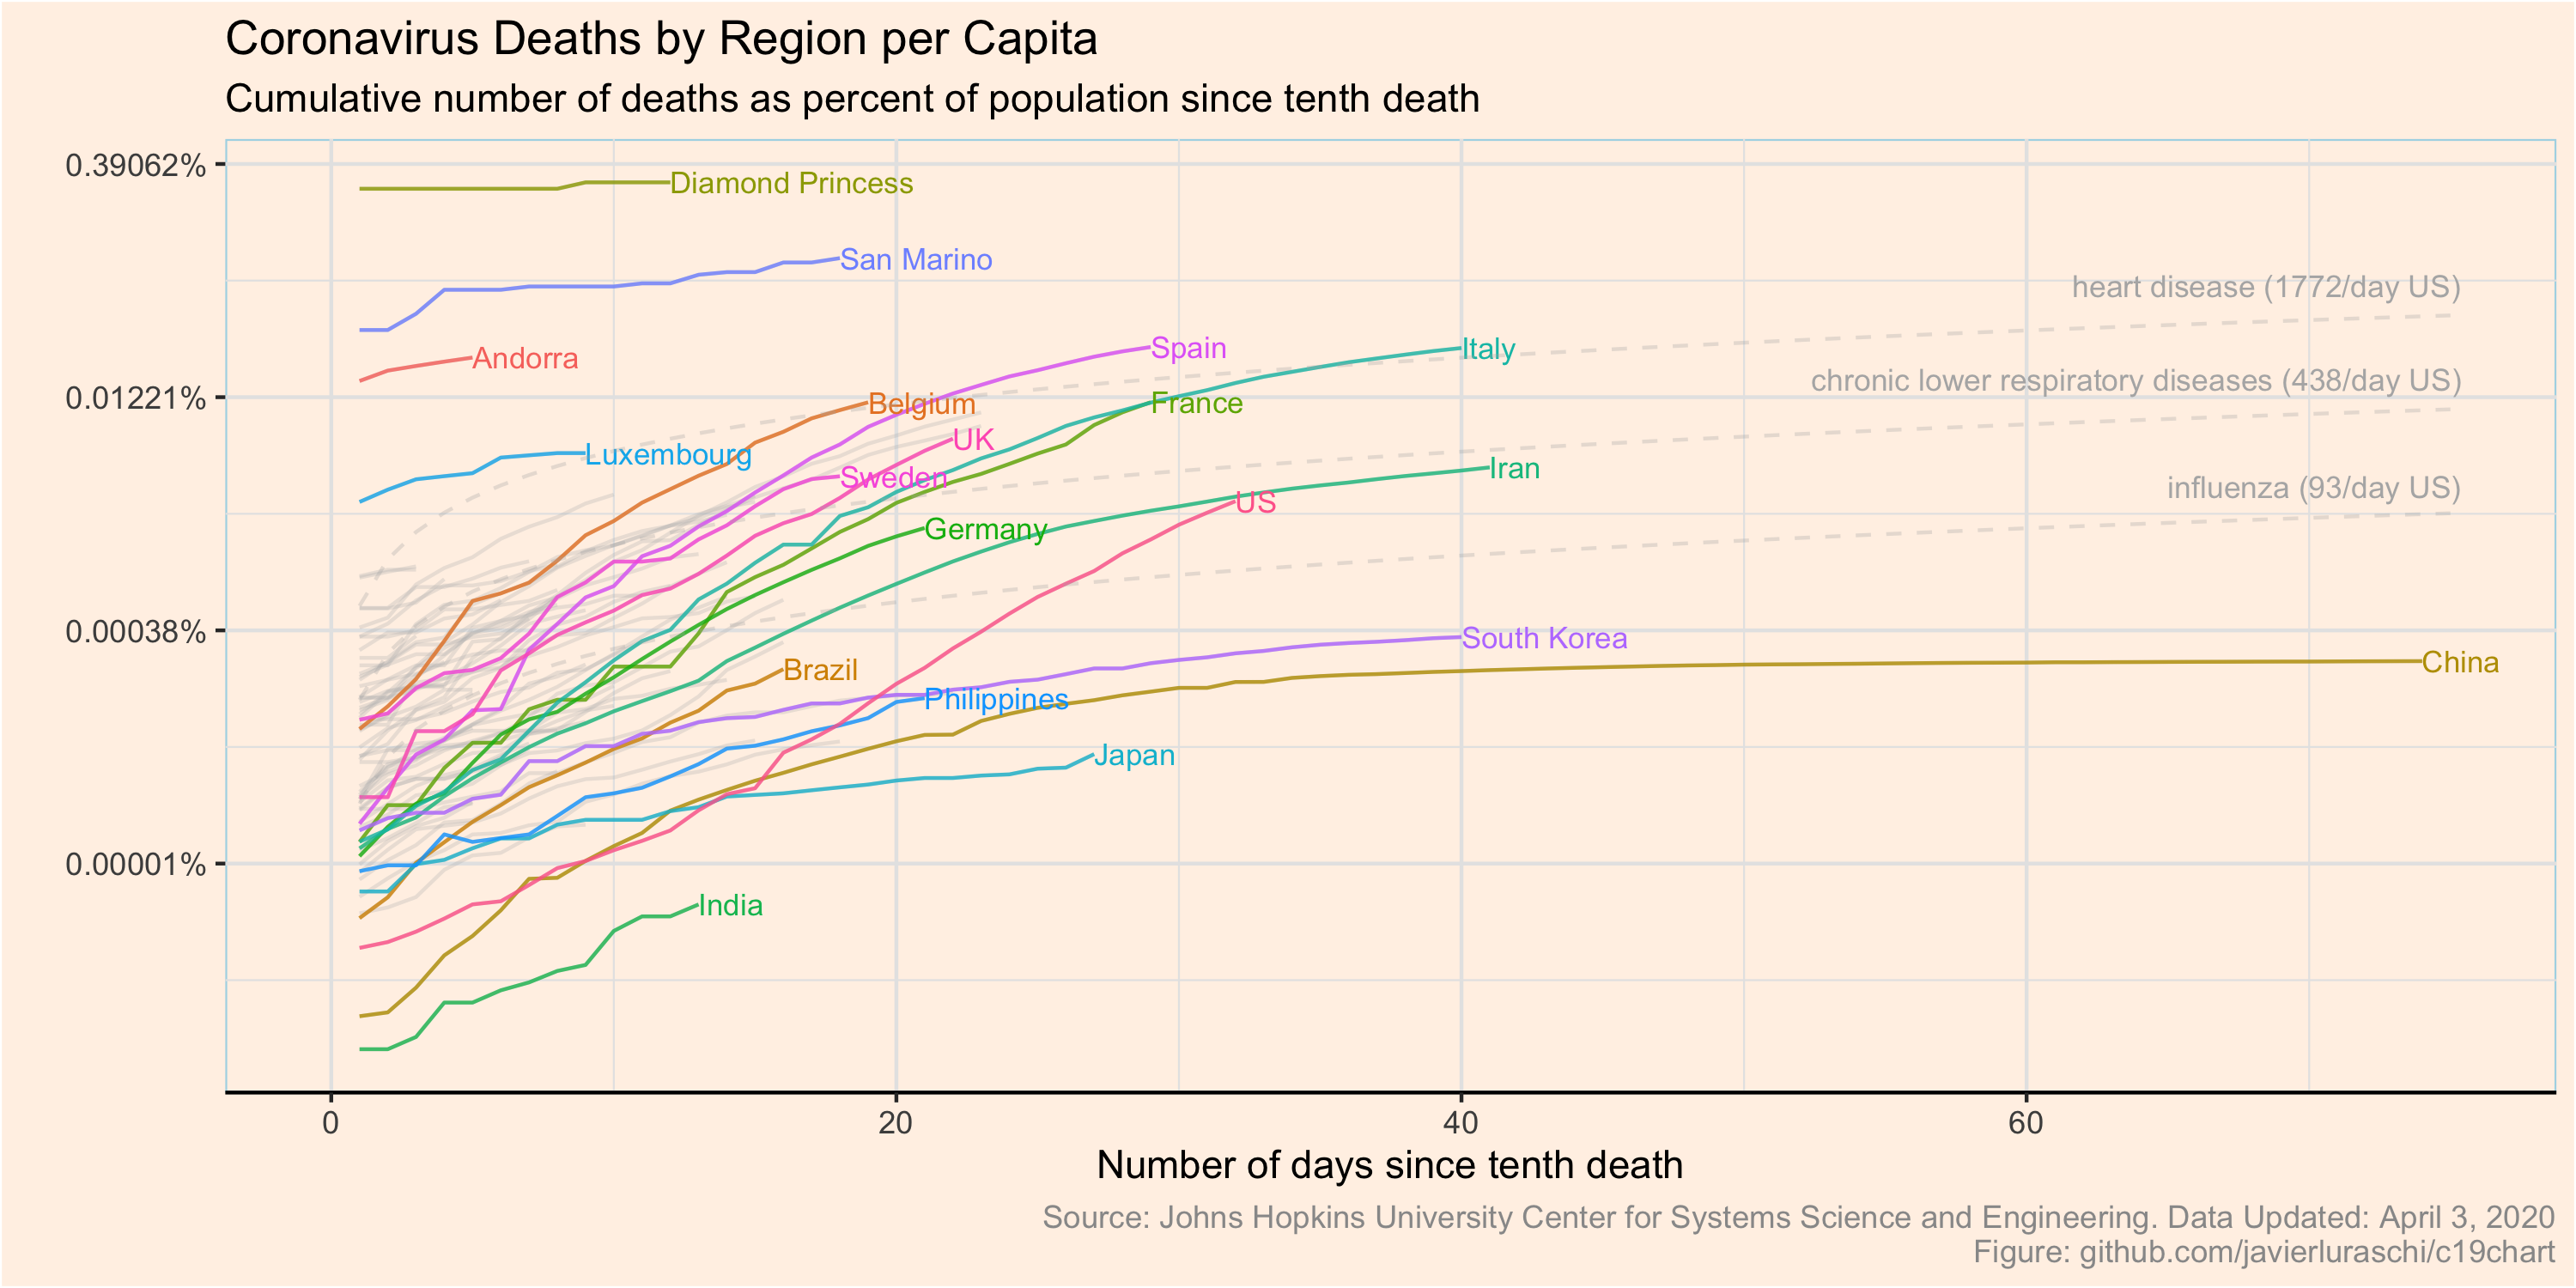 Coronavirus Deaths by Region per Capita
Cumulative number of deaths as percent of population since tenth death
0.39062%
Diamond Princess
San Marino
heart disease (1772/day US)
Andorra
Spain
Italy
chronic lower respiratory diseases (438/day US)
0.01221%
Belgium
France
UK
Luxembourg
Iran
Sweden
influenza (93/day US)
US
Germany
0.00038%
South Korea
China
Brazil
Philippines
Japan
0.00001%
India
0
20
40
60
Number of days since tenth death
Source: Johns Hopkins University Center for Systems Science and Engineering. Data Updated: April 3, 2020
Figure: github.com/javierluraschi/c19chart